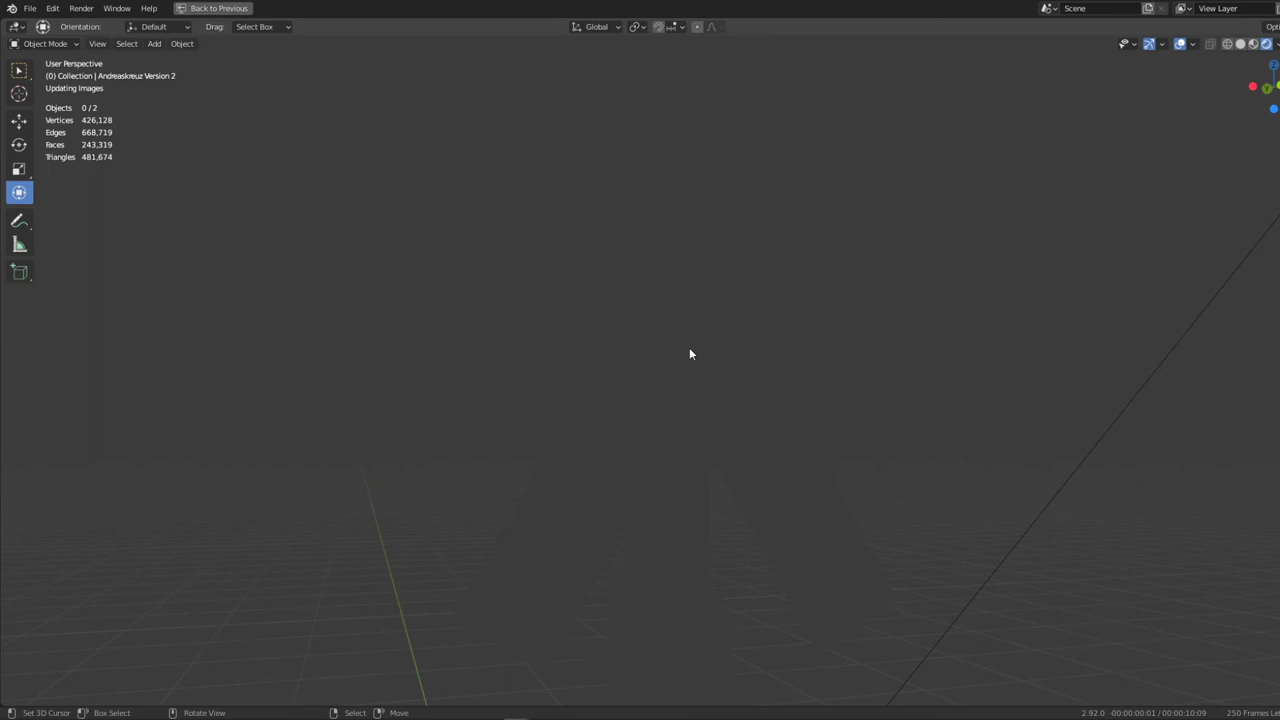 File Edit Render Window Help Back to Previous Scene View Layer
Orientation: Default Drag: Select Box Global Opti
Object Mode View Select Add Object
User Perspective
(0) Collection | Andreaskreuz Version 2
Updating Images
Objects 0 / 2
Vertices 426,128
Edges 668,719
Faces 243,319
Triangles 481,674
Z
Y
Set 3D Cursor Box Select Rotate View Select Move 2.92.0 -00:00:00:01 / 00:00:10:09 250 Frames Le